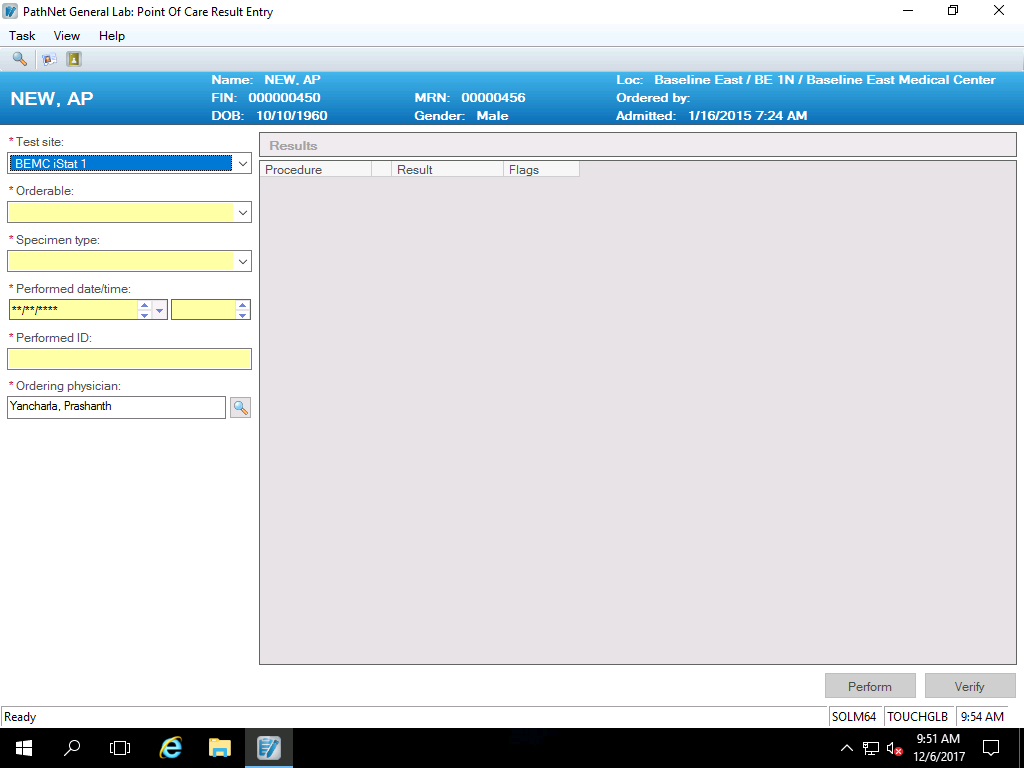 PathNet General Lab: Point Of Care Result Entry
Task View Help
NEW, AP
Name: NEW, AP
FIN: 000000450
DOB: 10/10/1960
MRN: 00000456
Gender: Male
Loc: Baseline East / BE 1N / Baseline East Medical Center
Ordered by:
Admitted: 1/16/2015 7:24 AM
* Test site:
BEMC iStat 1
* Orderable:
* Specimen type:
* Performed date/time:
**/**/****
* Performed ID:
* Ordering physician:
Yancharla, Prashanth
Results
Procedure Result Flags
Perform Verify
Ready SOLM64 TOUCHGLB 9:54 AM
9:51 AM
12/6/2017